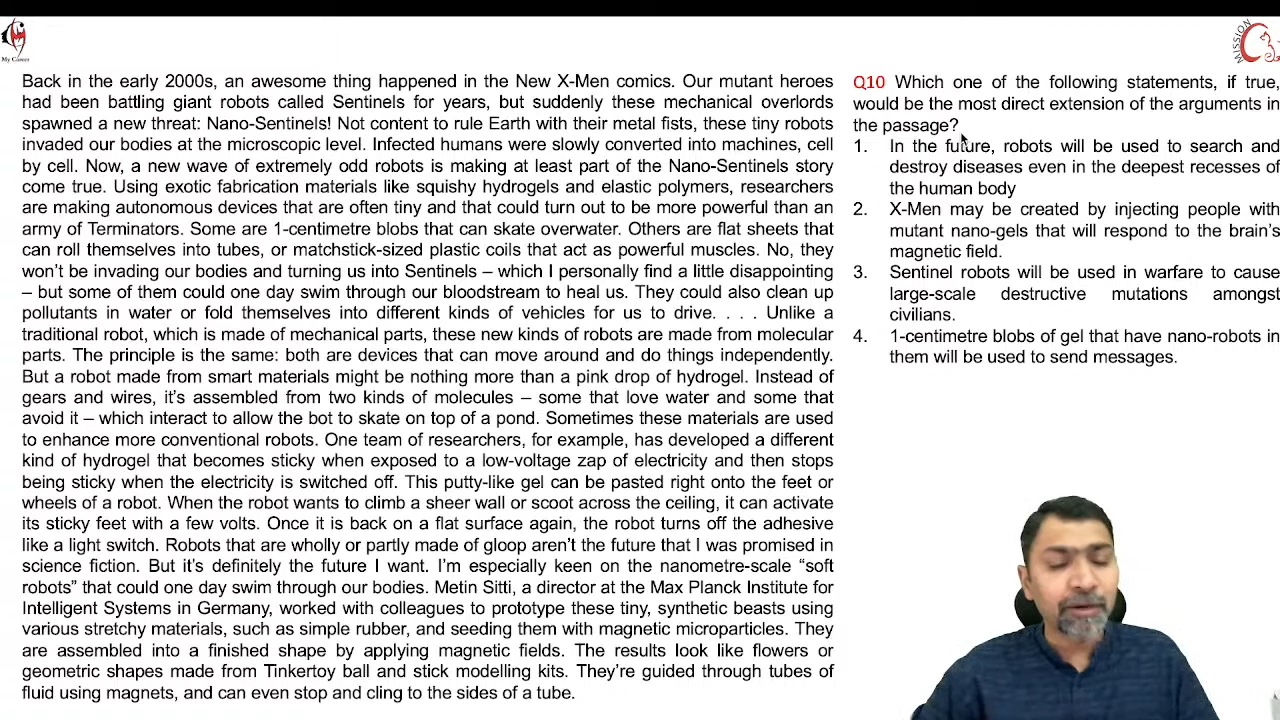 My Career
MISSION
Back in the early 2000s, an awesome thing happened in the New X-Men comics. Our mutant heroes
had been battling giant robots called Sentinels for years, but suddenly these mechanical overlords
spawned a new threat: Nano-Sentinels! Not content to rule Earth with their metal fists, these tiny robots
invaded our bodies at the microscopic level. Infected humans were slowly converted into machines, cell
by cell. Now, a new wave of extremely odd robots is making at least part of the Nano-Sentinels story
come true. Using exotic fabrication materials like squishy hydrogels and elastic polymers, researchers
are making autonomous devices that are often tiny and that could turn out to be more powerful than an
army of Terminators. Some are 1-centimetre blobs that can skate overwater. Others are flat sheets that
can roll themselves into tubes, or matchstick-sized plastic coils that act as powerful muscles. No, they
won’t be invading our bodies and turning us into Sentinels – which I personally find a little disappointing
– but some of them could one day swim through our bloodstream to heal us. They could also clean up
pollutants in water or fold themselves into different kinds of vehicles for us to drive. . . . Unlike a
traditional robot, which is made of mechanical parts, these new kinds of robots are made from molecular
parts. The principle is the same: both are devices that can move around and do things independently.
But a robot made from smart materials might be nothing more than a pink drop of hydrogel. Instead of
gears and wires, it’s assembled from two kinds of molecules – some that love water and some that
avoid it – which interact to allow the bot to skate on top of a pond. Sometimes these materials are used
to enhance more conventional robots. One team of researchers, for example, has developed a different
kind of hydrogel that becomes sticky when exposed to a low-voltage zap of electricity and then stops
being sticky when the electricity is switched off. This putty-like gel can be pasted right onto the feet or
wheels of a robot. When the robot wants to climb a sheer wall or scoot across the ceiling, it can activate
its sticky feet with a few volts. Once it is back on a flat surface again, the robot turns off the adhesive
like a light switch. Robots that are wholly or partly made of gloop aren’t the future that I was promised in
science fiction. But it’s definitely the future I want. I’m especially keen on the nanometre-scale “soft
robots” that could one day swim through our bodies. Metin Sitti, a director at the Max Planck Institute for
Intelligent Systems in Germany, worked with colleagues to prototype these tiny, synthetic beasts using
various stretchy materials, such as simple rubber, and seeding them with magnetic microparticles. They
are assembled into a finished shape by applying magnetic fields. The results look like flowers or
geometric shapes made from Tinkertoy ball and stick modelling kits. They’re guided through tubes of
fluid using magnets, and can even stop and cling to the sides of a tube.
Q10 Which one of the following statements, if true,
would be the most direct extension of the arguments in
the passage?
1. In the future, robots will be used to search and
destroy diseases even in the deepest recesses of
the human body
2. X-Men may be created by injecting people with
mutant nano-gels that will respond to the brain’s
magnetic field.
3. Sentinel robots will be used in warfare to cause
large-scale destructive mutations amongst
civilians.
4. 1-centimetre blobs of gel that have nano-robots in
them will be used to send messages.